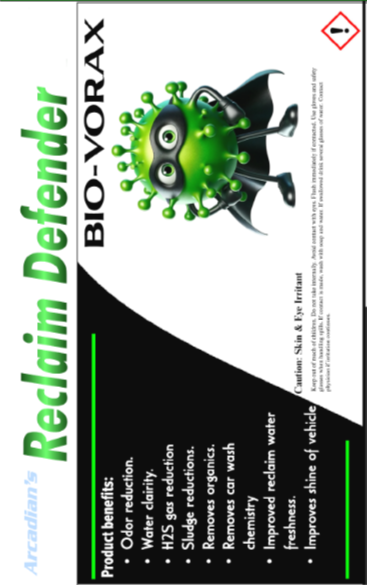 Arcadian's Reclaim Defender
BIO-VORAX
Product benefits:
• Odor reduction.
• Water clairity.
• H2S gas reduction
• Sludge reductions.
• Removes organics.
• Removes car wash
chemistry
• Improved reclaim water
freshness.
• Improves shine of vehicle
Caution: Skin & Eye Irritant
Keep out of reach of children. Do not take internally. Avoid contact with eyes. Flush immediately if contacted. Use gloves and safety
glasses when handling spills. If contact is made, wash with soap and water. If swallowed drink several glasses of water. Contact
physician if irritation continues.